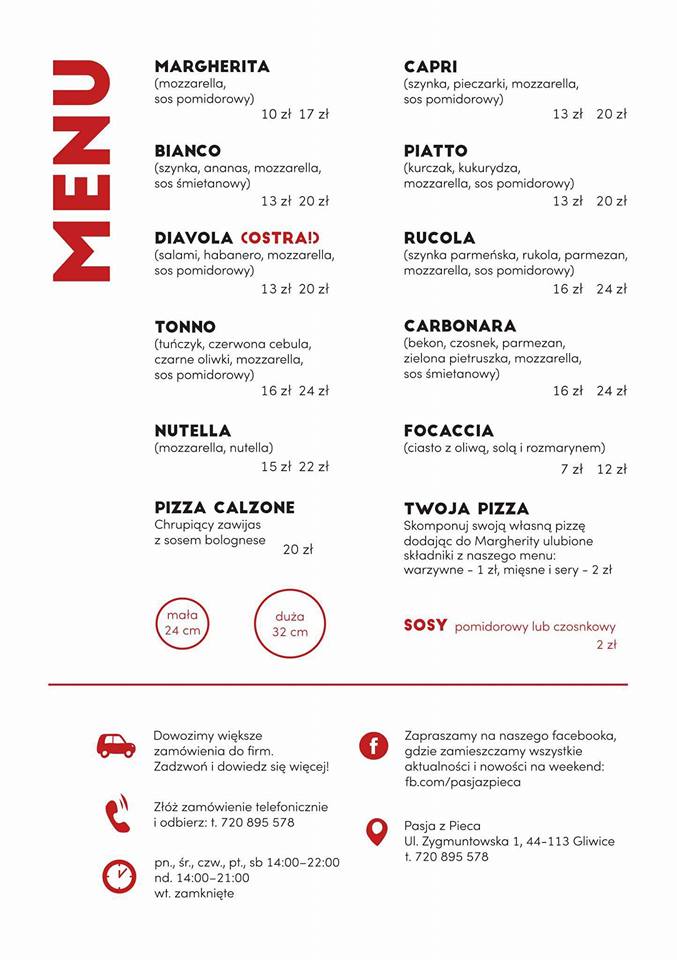 MENU
MARGHERITA
(mozzarella,
sos pomidorowy)
10 zł 17 zł
BIANCO
(szynka, ananas, mozzarella,
sos śmietanowy)
13 zł 20 zł
DIAVOLA (OSTRA!)
(salami, habanero, mozzarella,
sos pomidorowy)
13 zł 20 zł
TONNO
(tuńczyk, czerwona cebula,
czarne oliwki, mozzarella,
sos pomidorowy)
16 zł 24 zł
NUTELLA
(mozzarella, nutella)
15 zł 22 zł
PIZZA CALZONE
Chrupiący zawijas
z sosem bolognese
20 zł
mała
24 cm
duża
32 cm
CAPRI
(szynka, pieczarki, mozzarella,
sos pomidorowy)
13 zł 20 zł
PIATTO
(kurczak, kukurydza,
mozzarella, sos pomidorowy)
13 zł 20 zł
RUCOLA
(szynka parmeńska, rukola, parmezan,
mozzarella, sos pomidorowy)
16 zł 24 zł
CARBONARA
(bekon, czosnek, parmezan,
zielona pietruszka, mozzarella,
sos śmietanowy)
16 zł 24 zł
FOCACCIA
(ciasto z oliwą, solą i rozmarynem)
7 zł 12 zł
TWOJA PIZZA
Skomponuj swoją własną pizzę
dodając do Margherity ulubione
składniki z naszego menu:
warzywne - 1 zł, mięsne i sery - 2 zł
SOSY pomidorowy lub czosnkowy
2 zł
Dowozimy większe
zamówienia do firm.
Zadzwoń i dowiedz się więcej!
Złóż zamówienie telefonicznie
i odbierz: t. 720 895 578
pn., śr., czw., pt., sb 14:00–22:00
nd. 14:00–21:00
wt. zamknięte
Zapraszamy na naszego facebooka,
gdzie zamieszczamy wszystkie
aktualności i nowości na weekend:
fb.com/pasjazpieca
Pasja z Pieca
Ul. Zygmuntowska 1, 44-113 Gliwice
t. 720 895 578